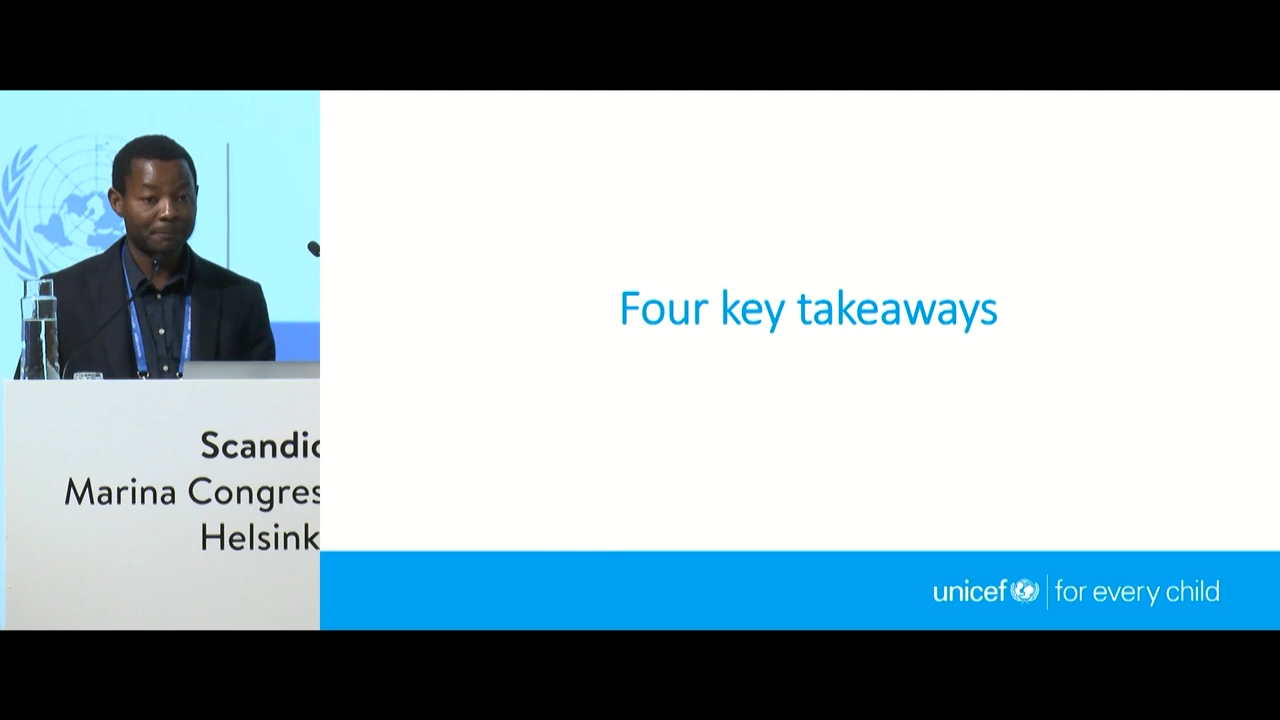 Scandic
Marina Congres
Helsink
Four key takeaways
unicef for every child